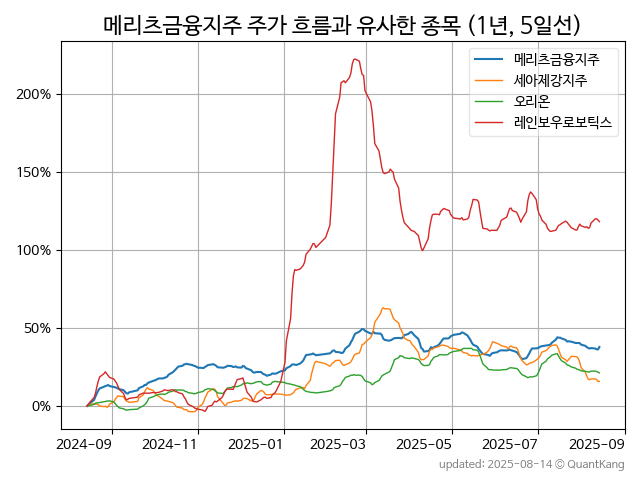 메리츠금융지주 주가 흐름과 유사한 종목 (1년, 5일선)
메리츠금융지주
세아제강지주
오리온
레인보우로보틱스
200%
150%
100%
50%
0%
2024-09 2024-11 2025-01 2025-03 2025-05 2025-07 2025-09
updated: 2025-08-14 © QuantKang